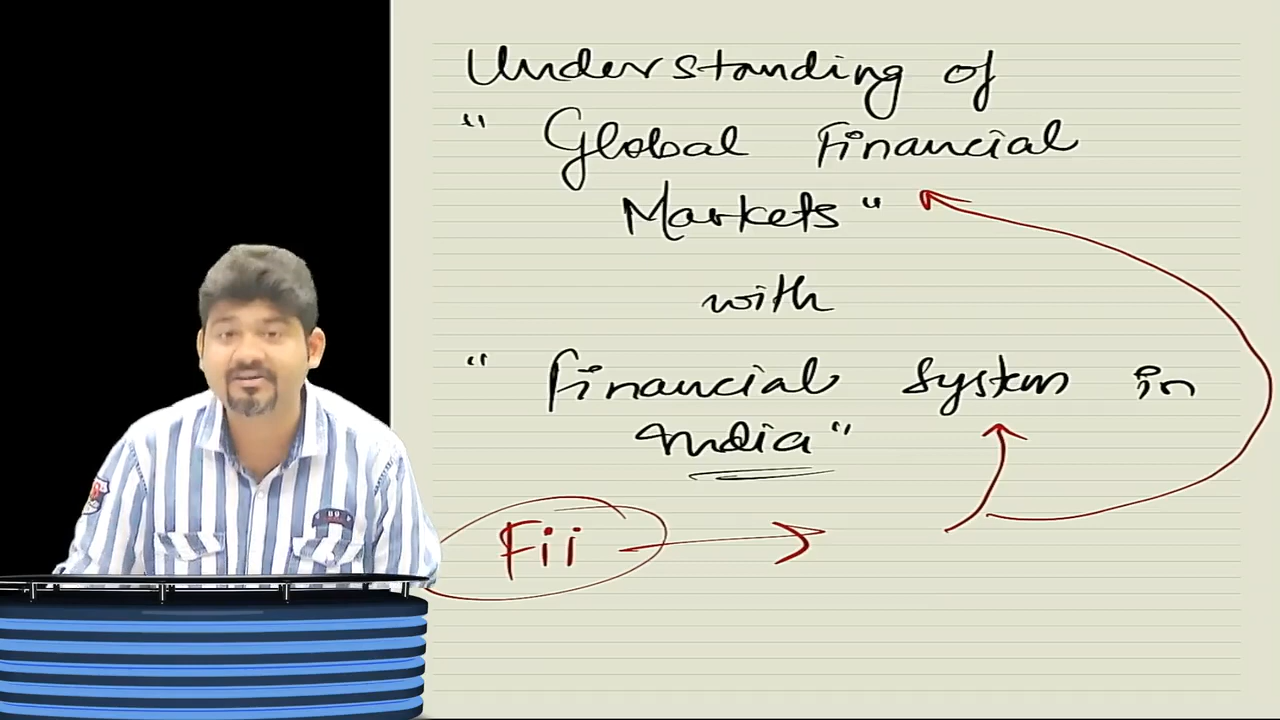 Understanding of
" Global Financial
Markets "
with
" Financial System in
India "
Fii